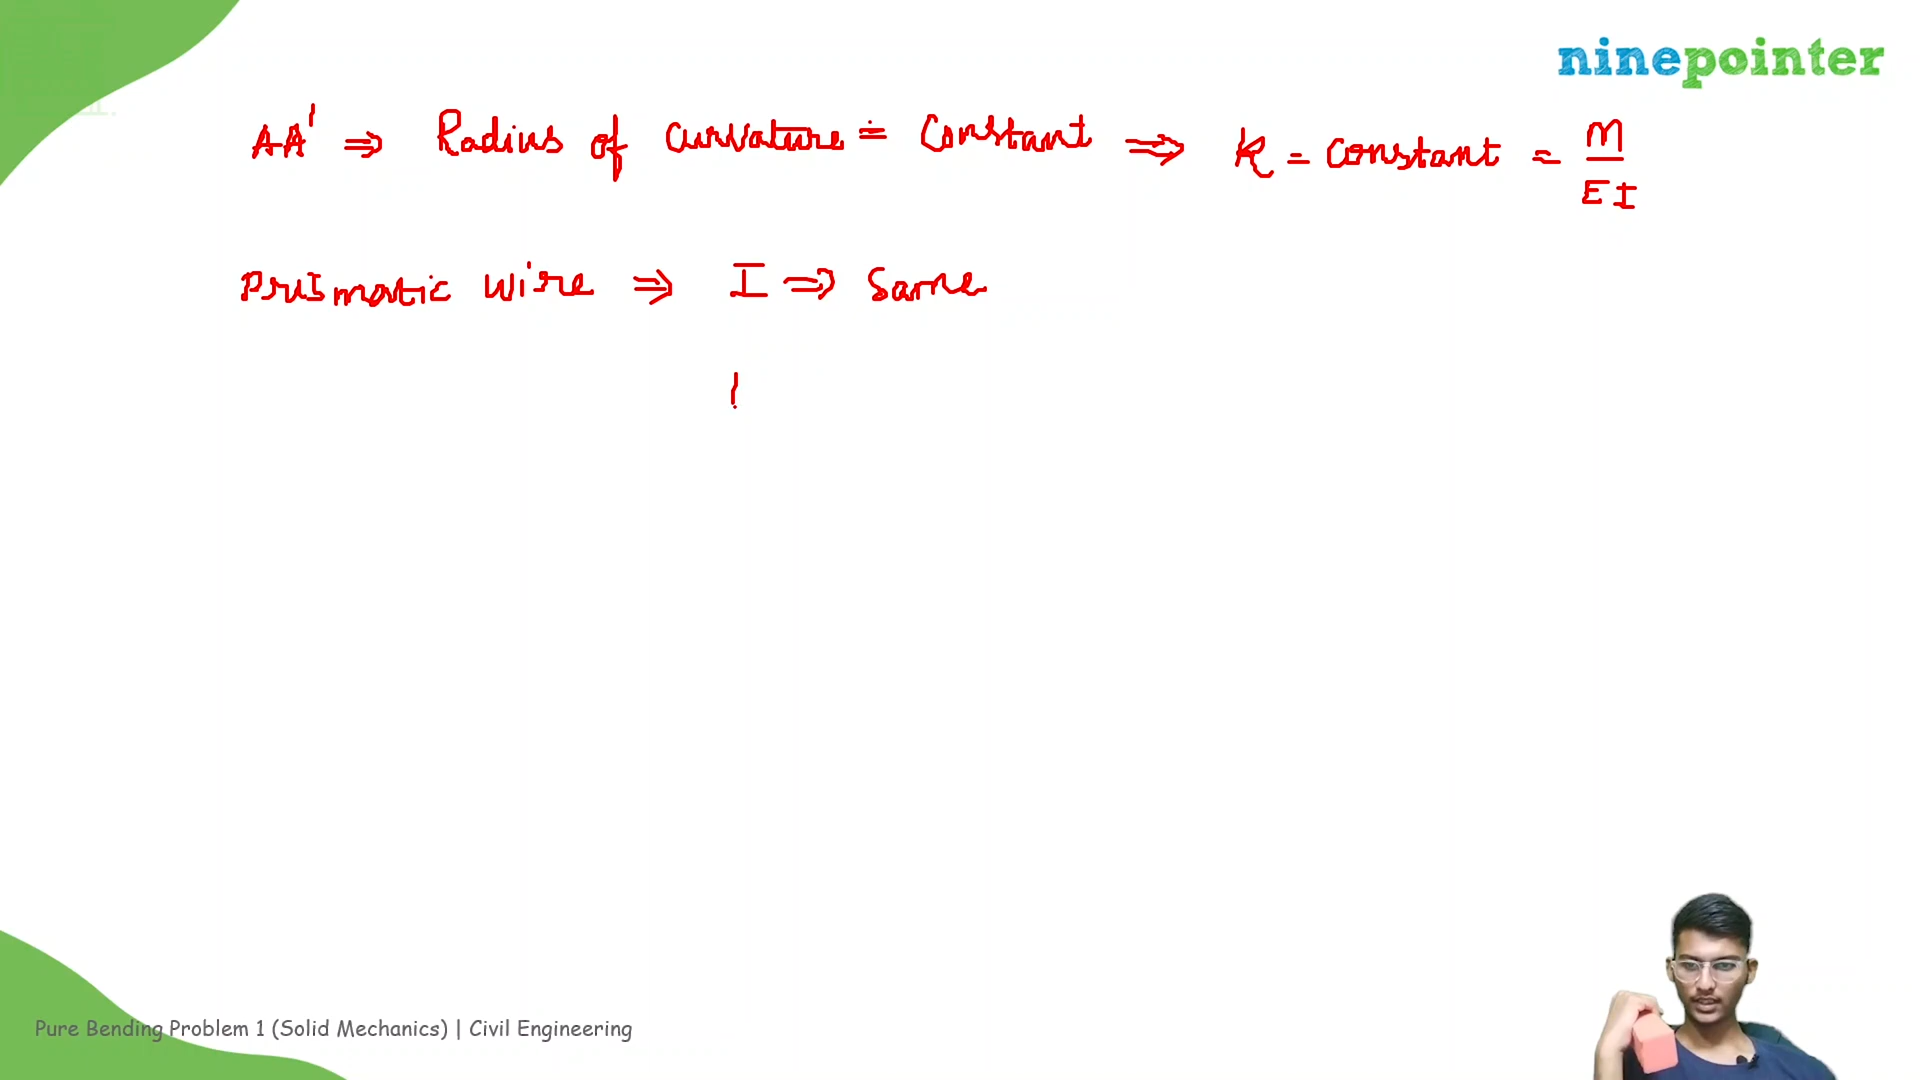 ninepointer
AA' ⇒ Radius of curvature = Constant ⇒ K = constant = M/EI
Prismatic wire ⇒ I ⇒ Same
Pure Bending Problem 1 (Solid Mechanics) | Civil Engineering